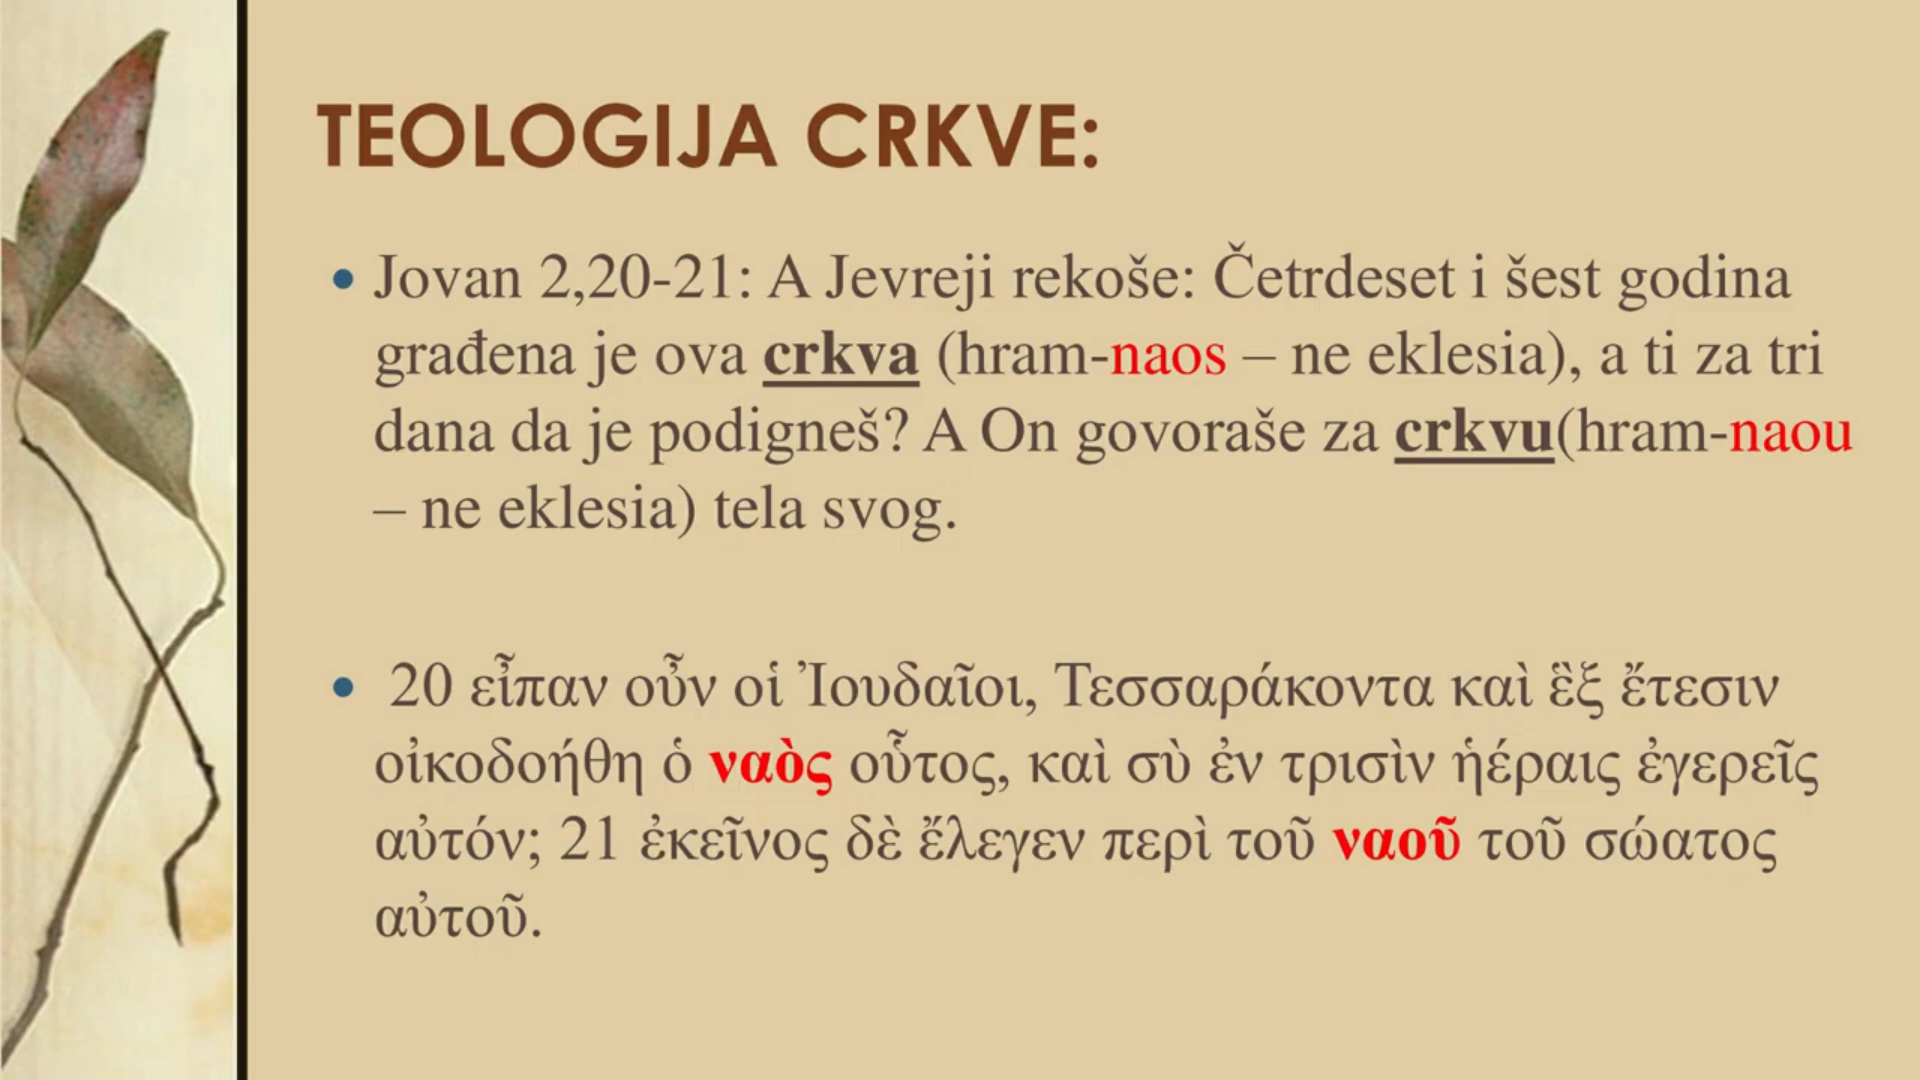 TEOLOGIJA CRKVE:
• Jovan 2,20-21: A Jevreji rekoše: Četrdeset i šest godina
građena je ova crkva (hram-naos – ne eklesia), a ti za tri
dana da je podigneš? A On govoraše za crkvu(hram-naou
– ne eklesia) tela svog.
• 20 εἶπαν οὖν οἱ Ἰουδαῖοι, Τεσσαράκοντα καὶ ἓξ ἔτεσιν
οἰκοδοήθη ὁ ναὸς οὗτος, καὶ σὺ ἐν τρισὶν ἡέραις ἐγερεῖς
αὐτόν; 21 ἐκεῖνος δὲ ἔλεγεν περὶ τοῦ ναοῦ τοῦ σώατος
αὐτοῦ.